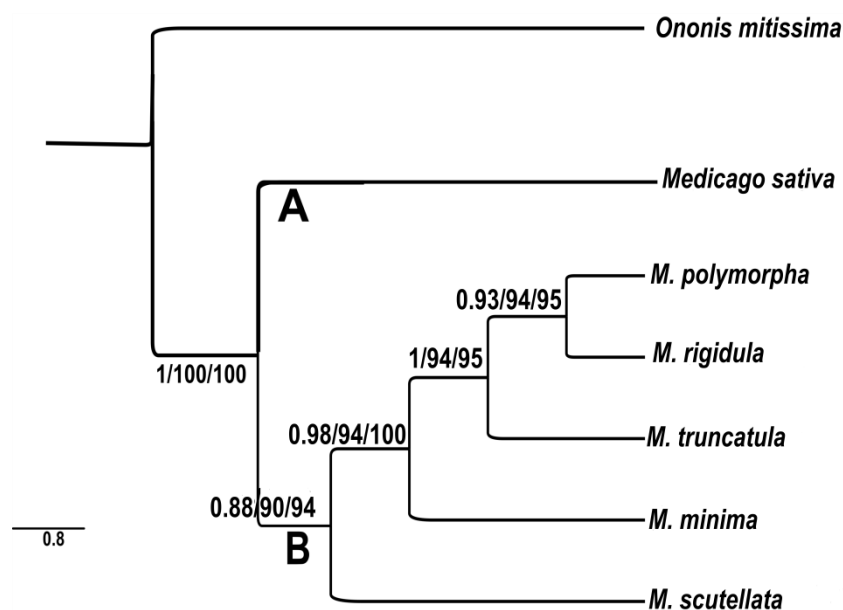 Ononis mitissima
Medicago sativa
A
M. polymorpha
0.93/94/95
M. rigidula
1/94/95
1/100/100
M. truncatula
0.98/94/100
M. minima
0.88/90/94
0.8
B
M. scutellata